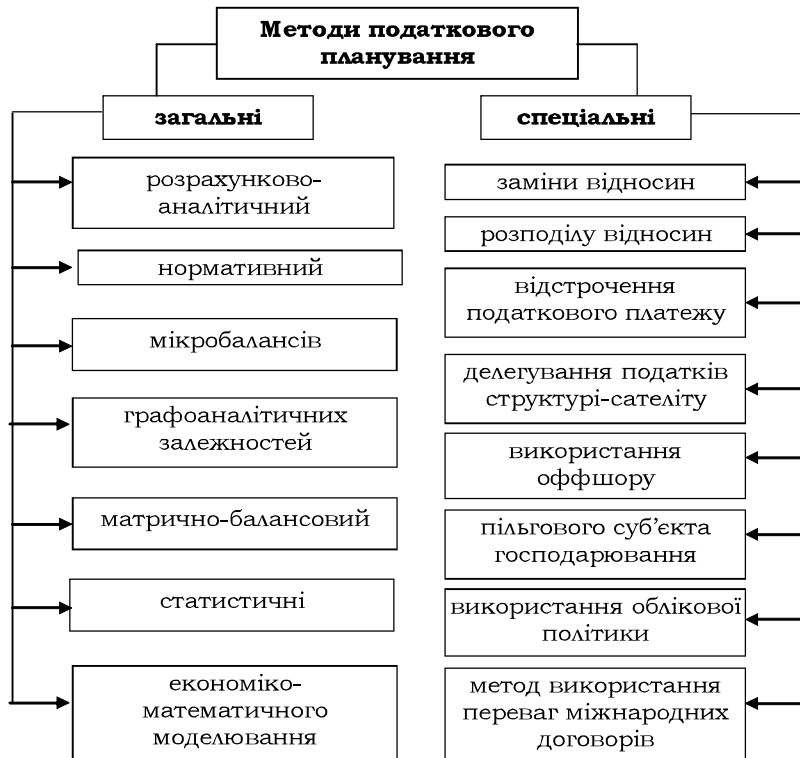 Методи податкового
планування
загальні
розрахунково-
аналітичний
нормативний
мікробалансів
графоаналітичних
залежностей
матрично-балансовий
статистичні
економіко-
математичного
моделювання
спеціальні
заміни відносин
розподілу відносин
відстрочення
податкового платежу
делегування податків
структурі-сателіту
використання
оффшору
пільгового суб’єкта
господарювання
використання облікової
політики
метод використання
переваг міжнародних
договорів